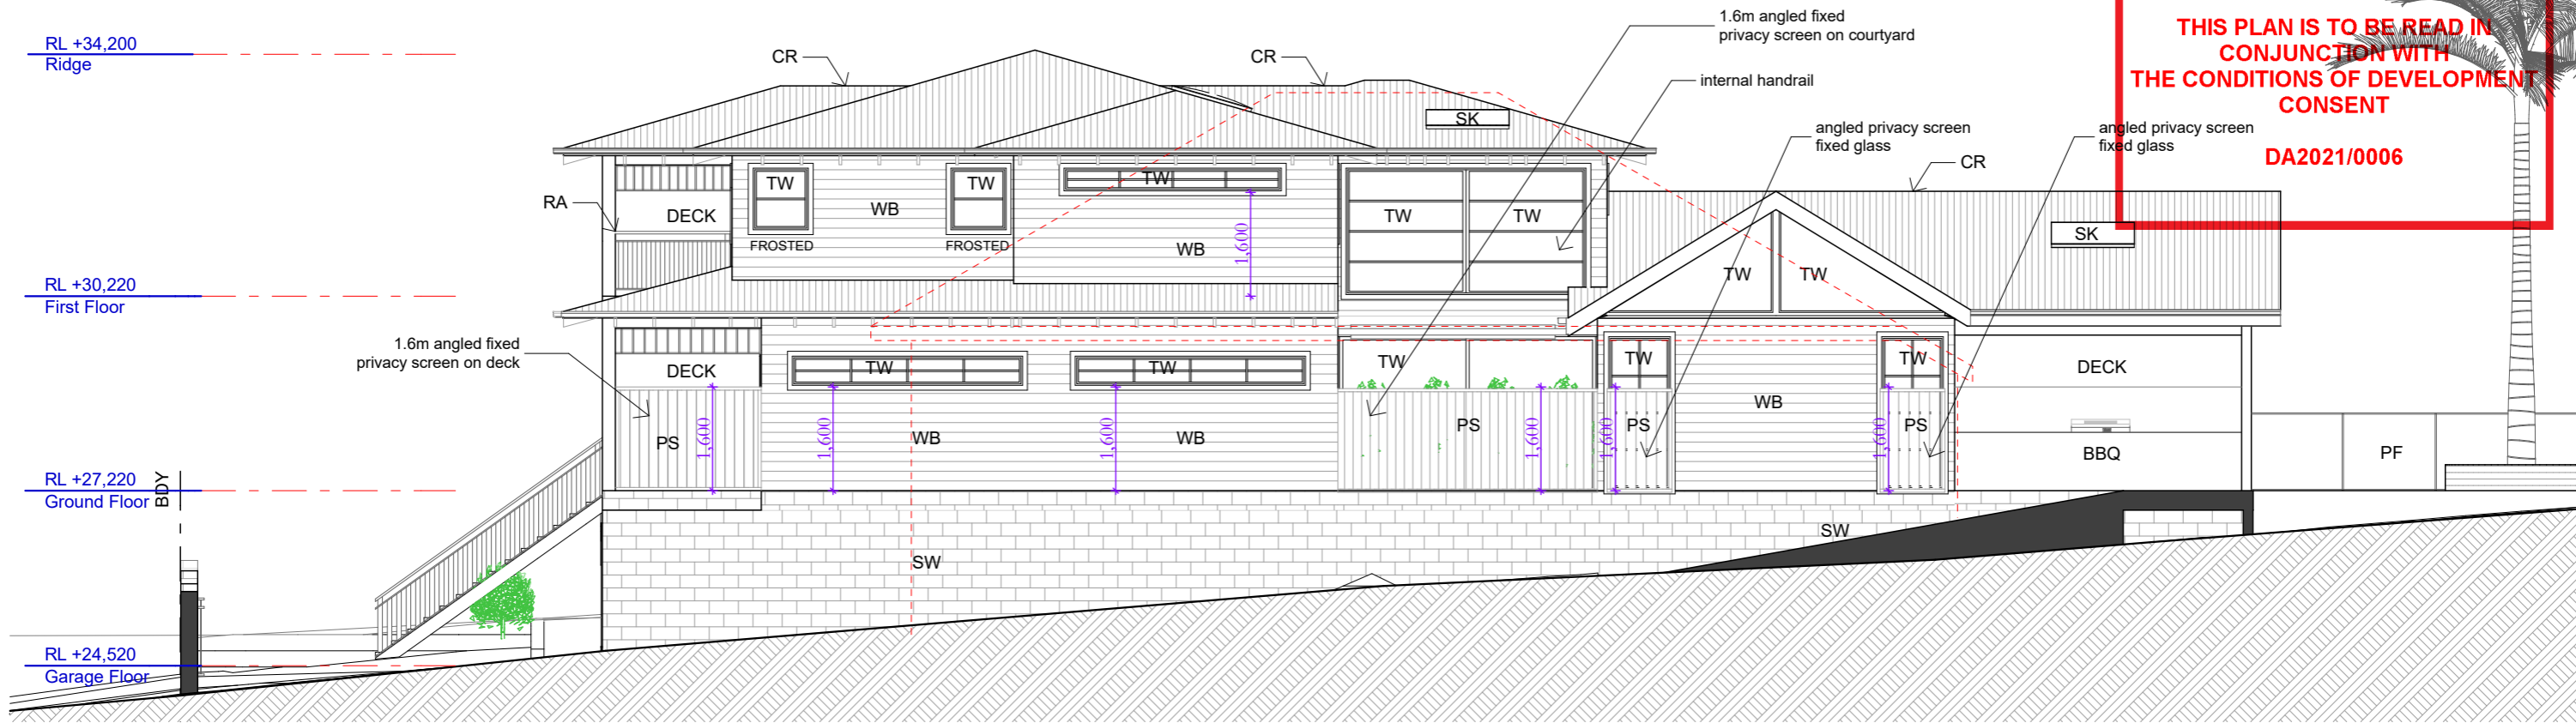 RL +34,200
Ridge
CR
CR
1.6m angled fixed
privacy screen on courtyard
internal handrail
THIS PLAN IS TO BE READ IN
CONJUNCTION WITH
THE CONDITIONS OF DEVELOPMENT
CONSENT
DA2021/0006
SK
angled privacy screen
fixed glass
angled privacy screen
fixed glass
CR
RA
DECK
TW
FROSTED
WB
TW
FROSTED
TW
WB
1,600
TW
TW
SK
TW
TW
RL +30,220
First Floor
1.6m angled fixed
privacy screen on deck
DECK
TW
TW
TW
TW
TW
DECK
PS
1,600
1,600
WB
1,600
WB
PS
1,600
1,600
PS
WB
1,600
PS
BBQ
PF
RL +27,220
Ground Floor
BDY
SW
SW
RL +24,520
Garage Floor